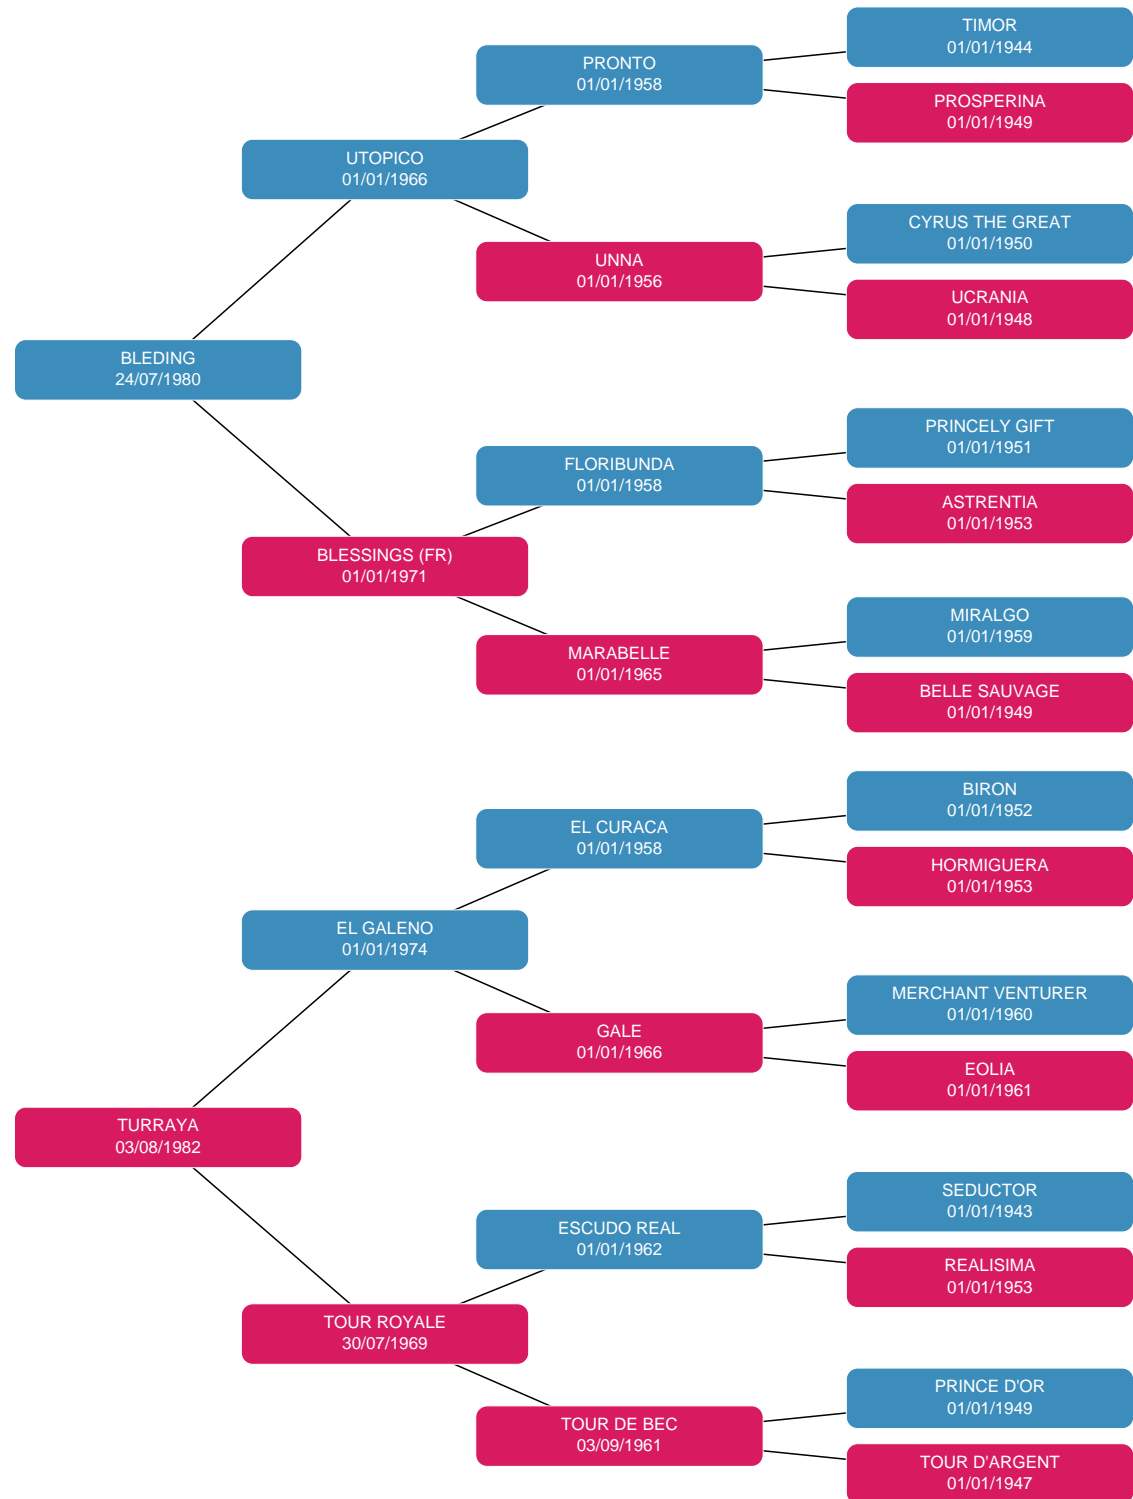 TIMOR
01/01/1944
PRONTO
01/01/1958
PROSPERINA
01/01/1949
UTOPICO
01/01/1966
CYRUS THE GREAT
01/01/1950
UNNA
01/01/1956
UCRANIA
01/01/1948
BLEDING
24/07/1980
PRINCELY GIFT
01/01/1951
FLORIBUNDA
01/01/1958
ASTRENTIA
01/01/1953
BLESSINGS (FR)
01/01/1971
MIRALGO
01/01/1959
MARABELLE
01/01/1965
BELLE SAUVAGE
01/01/1949
BIRON
01/01/1952
EL CURACA
01/01/1958
HORMIGUERA
01/01/1953
EL GALENO
01/01/1974
MERCHANT VENTURER
01/01/1960
GALE
01/01/1966
EOLIA
01/01/1961
TURRAYA
03/08/1982
SEDUCTOR
01/01/1943
ESCUDO REAL
01/01/1962
REALISIMA
01/01/1953
TOUR ROYALE
30/07/1969
PRINCE D'OR
01/01/1949
TOUR DE BEC
03/09/1961
TOUR D'ARGENT
01/01/1947